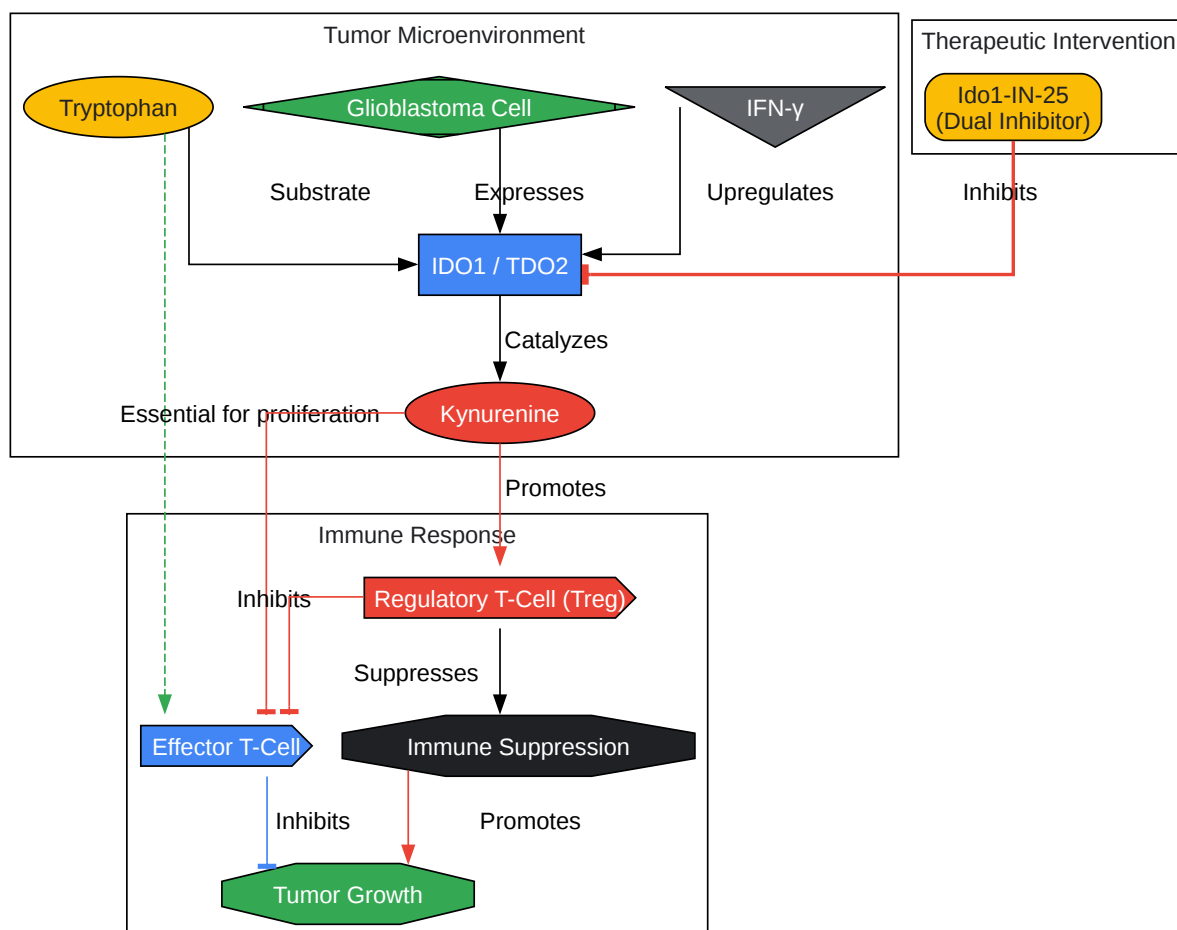 Tumor Microenvironment
Therapeutic Intervention
Tryptophan
Glioblastoma Cell
IFN-γ
Ido1-IN-25
(Dual Inhibitor)
Substrate
Expresses
Upregulates
Inhibits
IDO1 / TDO2
Catalyzes
Essential for proliferation
Kynurenine
Promotes
Immune Response
Inhibits
Regulatory T-Cell (Treg)
Suppresses
Effector T-Cell
Immune Suppression
Inhibits
Promotes
Tumor Growth